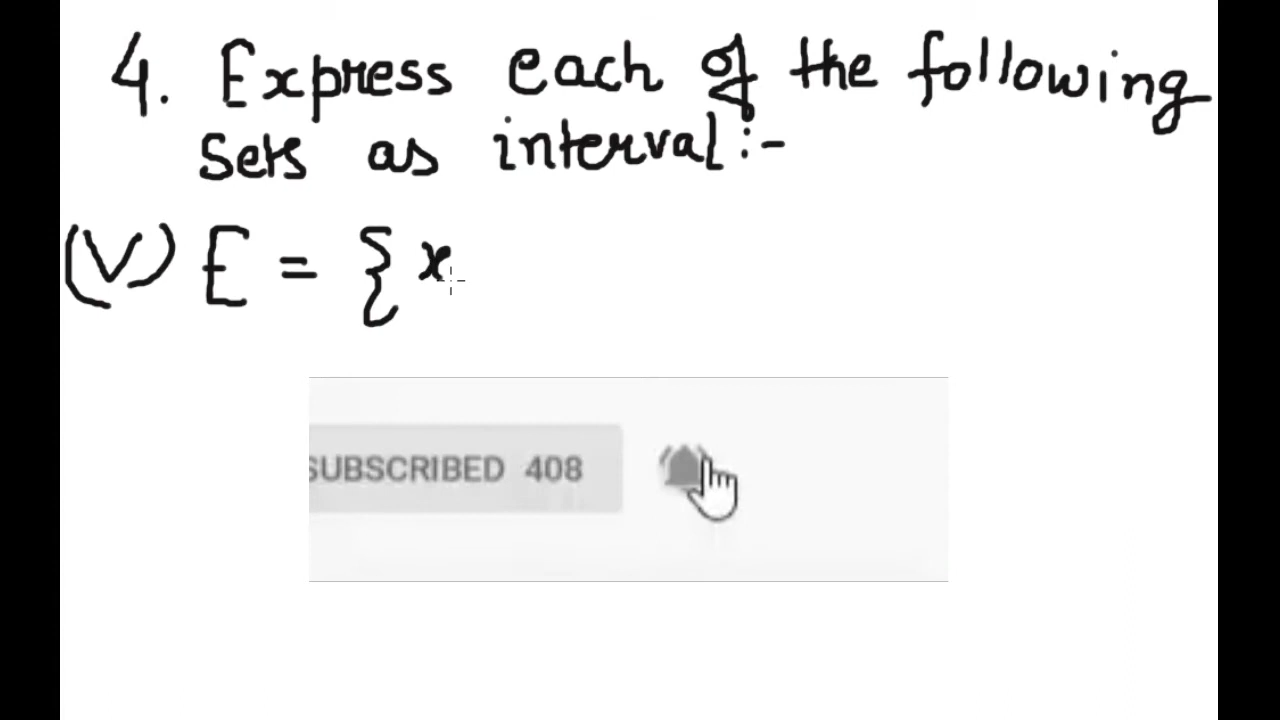 4. Express each of the following
Sets as interval:-
(V) E = { x
SUBSCRIBED 408